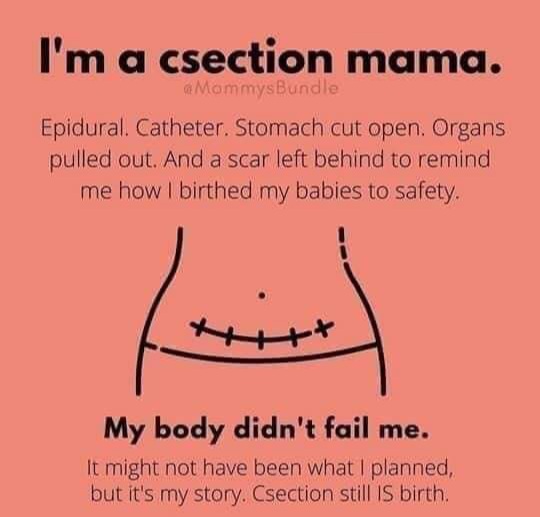 I'm a csection mama.
@MommysBundle
Epidural. Catheter. Stomach cut open. Organs
pulled out. And a scar left behind to remind
me how I birthed my babies to safety.
My body didn't fail me.
It might not have been what I planned,
but it's my story. Csection still IS birth.